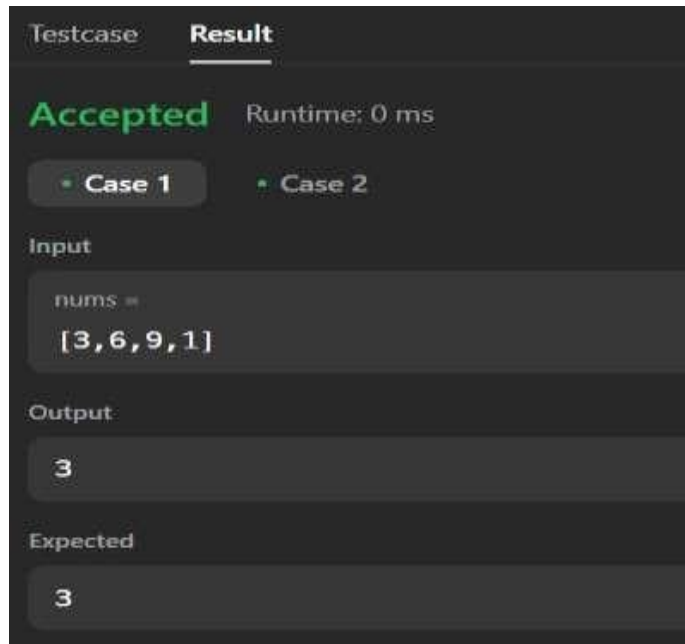 Testcase Result
Accepted Runtime: 0 ms
• Case 1 • Case 2
Input
nums =
[3,6,9,1]
Output
3
Expected
3